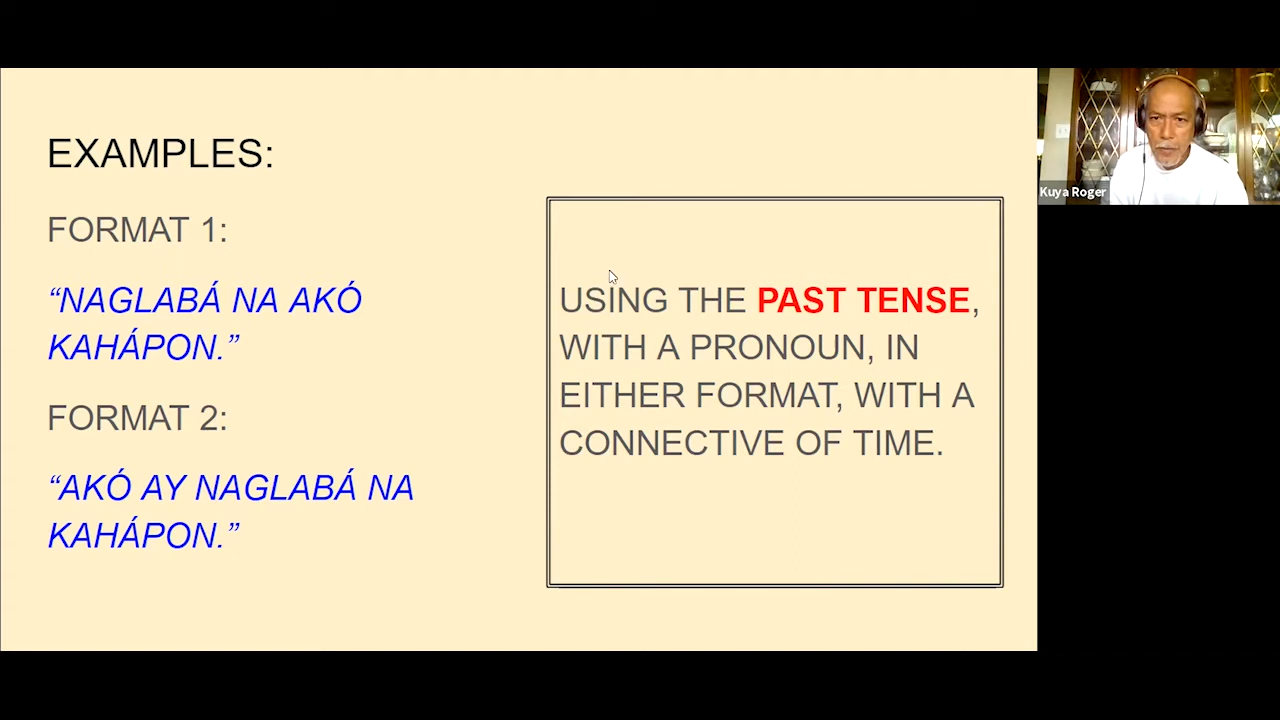 EXAMPLES:
FORMAT 1:
“NAGLABÁ NA AKÓ
KAHÁPON.”
FORMAT 2:
“AKÓ AY NAGLABÁ NA
KAHÁPON.”
USING THE PAST TENSE,
WITH A PRONOUN, IN
EITHER FORMAT, WITH A
CONNECTIVE OF TIME.
Kuya Roger